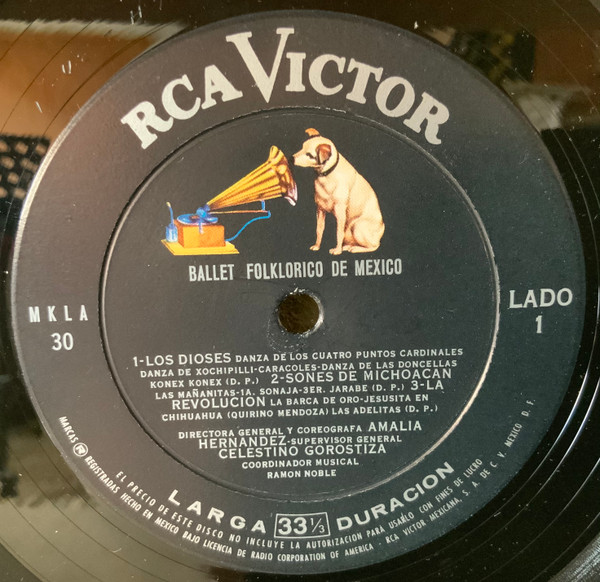 RCA VICTOR
BALLET FOLKLORICO DE MEXICO
MKLA
30
LADO
1
1-LOS DIOSES DANZA DE LOS CUATRO PUNTOS CARDINALES
DANZA DE XOCHIPILLI-CARACOLES-DANZA DE LAS DONCELLAS
KONEX KONEX (D. P.) 2-SONES DE MICHOACAN
LAS MAÑANITAS-1A. SONAJA-3ER. JARABE (D. P.) 3-LA
REVOLUCION LA BARCA DE ORO-JESUSITA EN
CHIHUAHUA (QUIRINO MENDOZA) LAS ADELITAS (D. P.)
DIRECTORA GENERAL Y COREOGRAFA AMALIA
HERNANDEZ-SUPERVISOR GENERAL
CELESTINO GOROSTIZA
COORDINADOR MUSICAL
RAMON NOBLE
LARGA 33 1/3 DURACION
MARCAS ® REGISTRADAS
EL PRECIO DE ESTE DISCO NO INCLUYE LA AUTORIZACION PARA USARLO CON FINES DE LUCRO
HECHO EN MEXICO BAJO LICENCIA DE RADIO CORPORATION OF AMERICA - RCA VICTOR MEXICANA, S. A. DE C. V. MEXICO D. F.